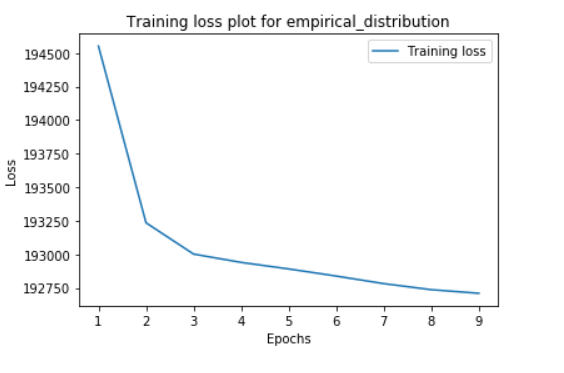 Training loss plot for empirical_distribution
Training loss
194500
194250
194000
193750
193500
193250
193000
192750
Loss
1 2 3 4 5 6 7 8 9
Epochs